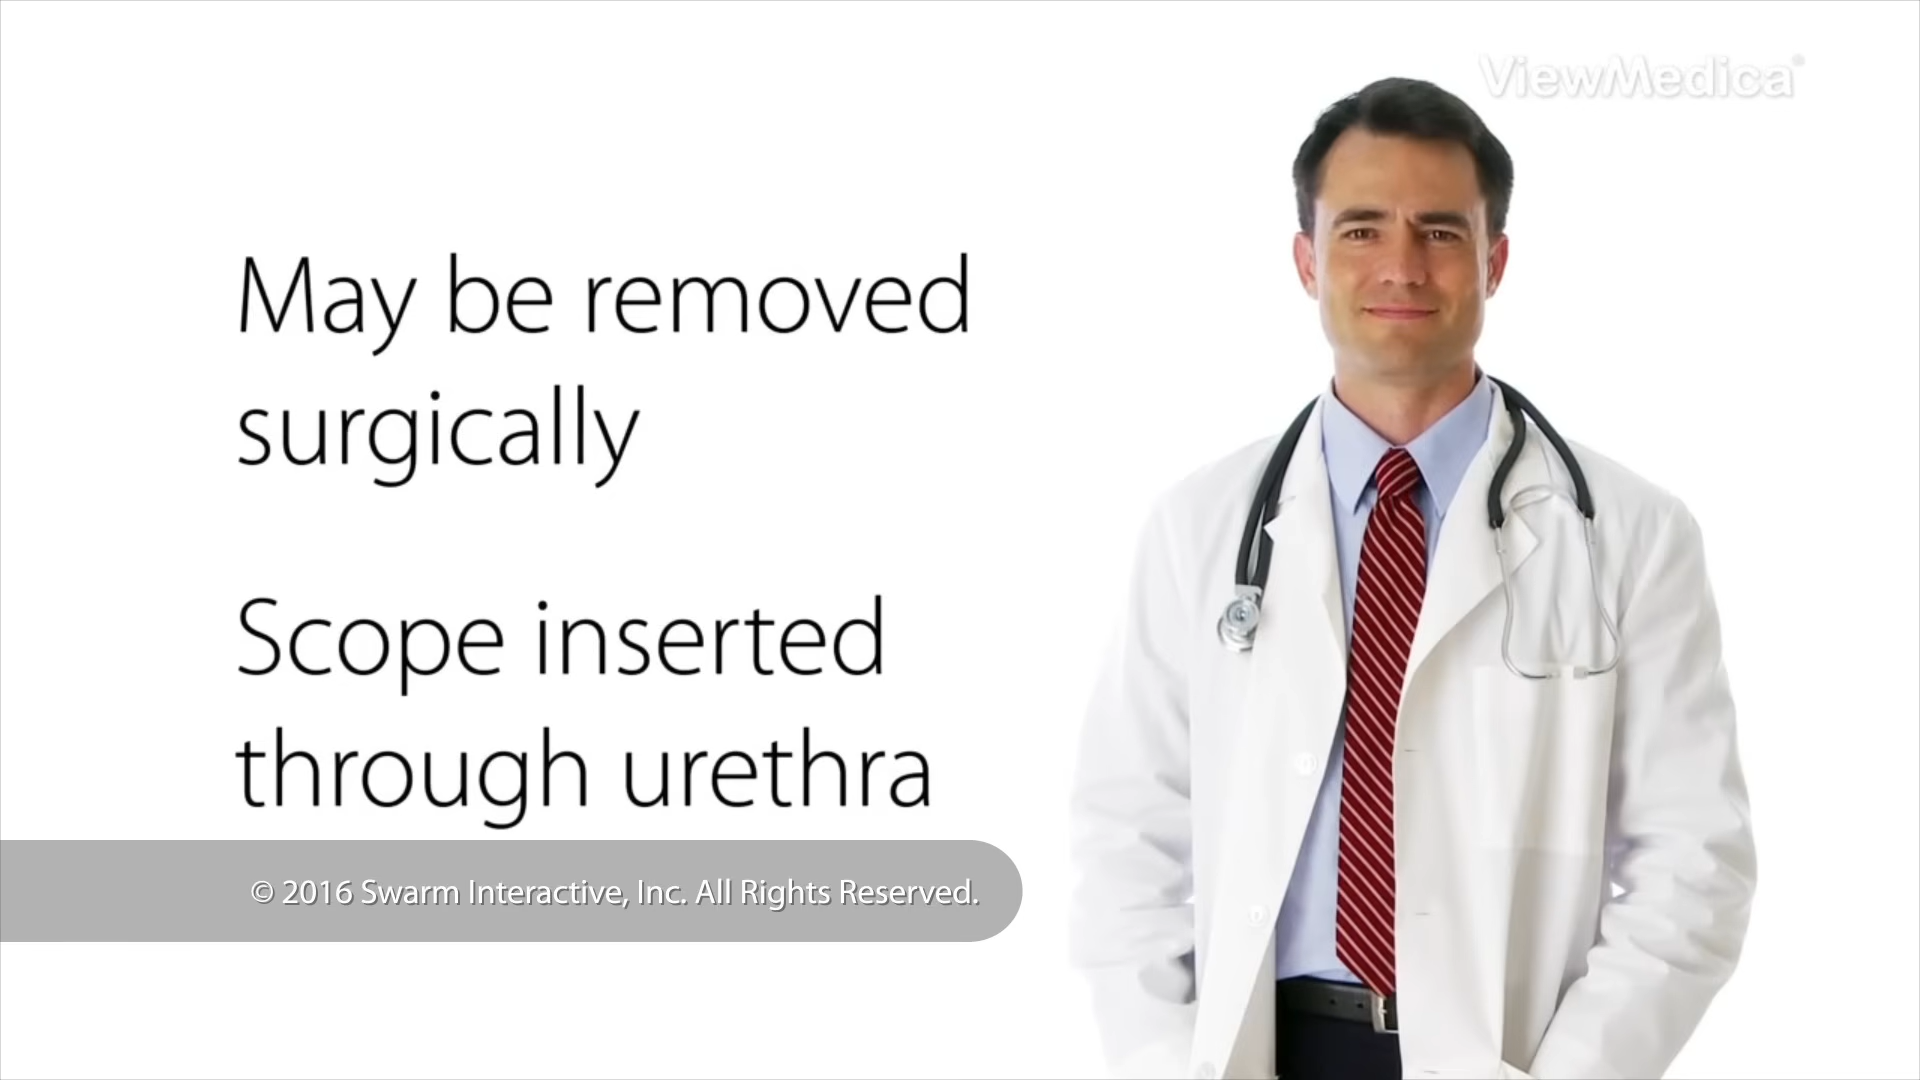 ViewMedica®
May be removed
surgically
Scope inserted
through urethra
© 2016 Swarm Interactive, Inc. All Rights Reserved.